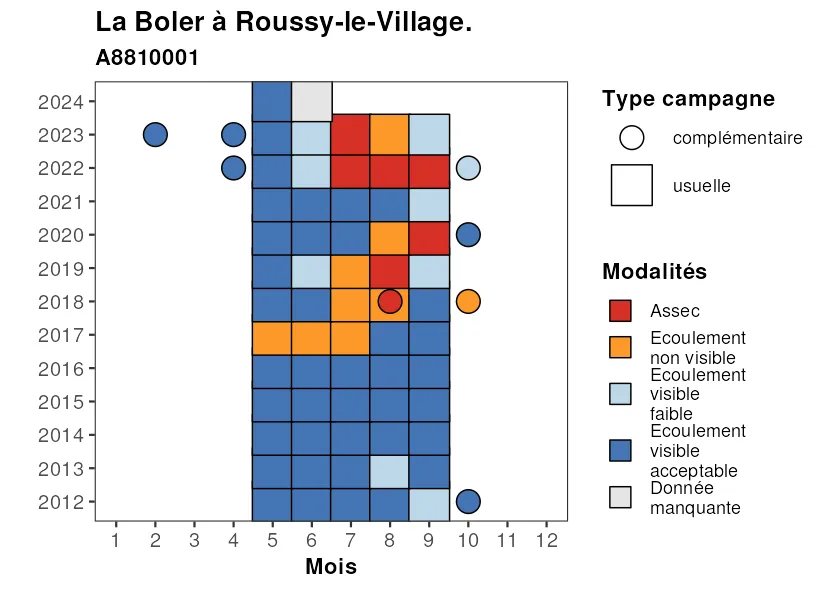 La Boler à Roussy-le-Village.
A8810001
2024
2023
2022
2021
2020
2019
2018
2017
2016
2015
2014
2013
2012
1 2 3 4 5 6 7 8 9 10 11 12
Mois
Type campagne
complémentaire
usuelle
Modalités
Assec
Ecoulement
non visible
Ecoulement
visible
faible
Ecoulement
visible
acceptable
Donnée
manquante